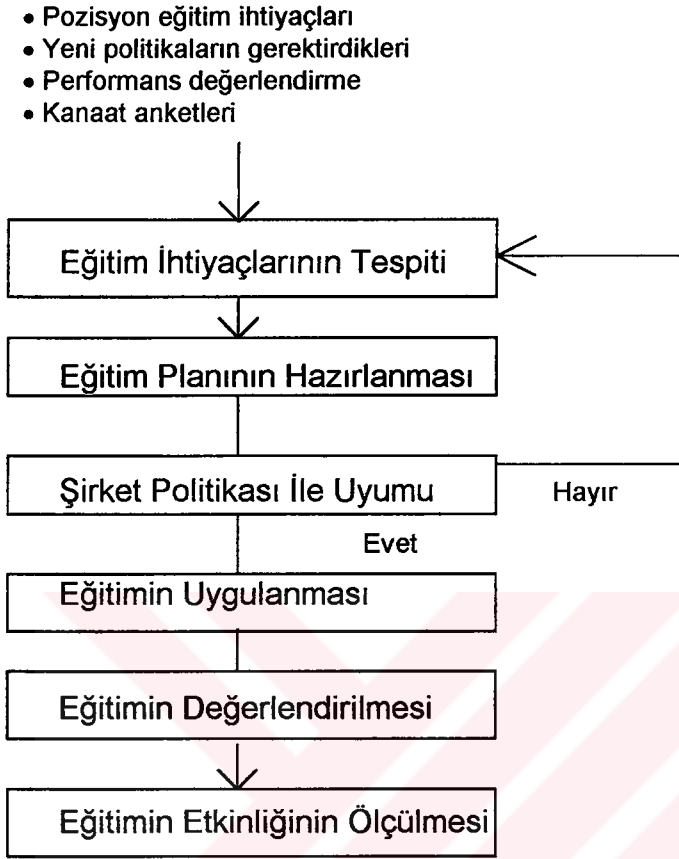 • Pozisyon eğitim ihtiyaçları
• Yeni politikaların gerektirdikleri
• Performans değerlendirme
• Kanaat anketleri
Eğitim İhtiyaçlarının Tespiti
Eğitim Planının Hazırlanması
Şirket Politikası İle Uyumu
Hayır
Evet
Eğitimin Uygulanması
Eğitimin Değerlendirilmesi
Eğitimin Etkinliğinin Ölçülmesi